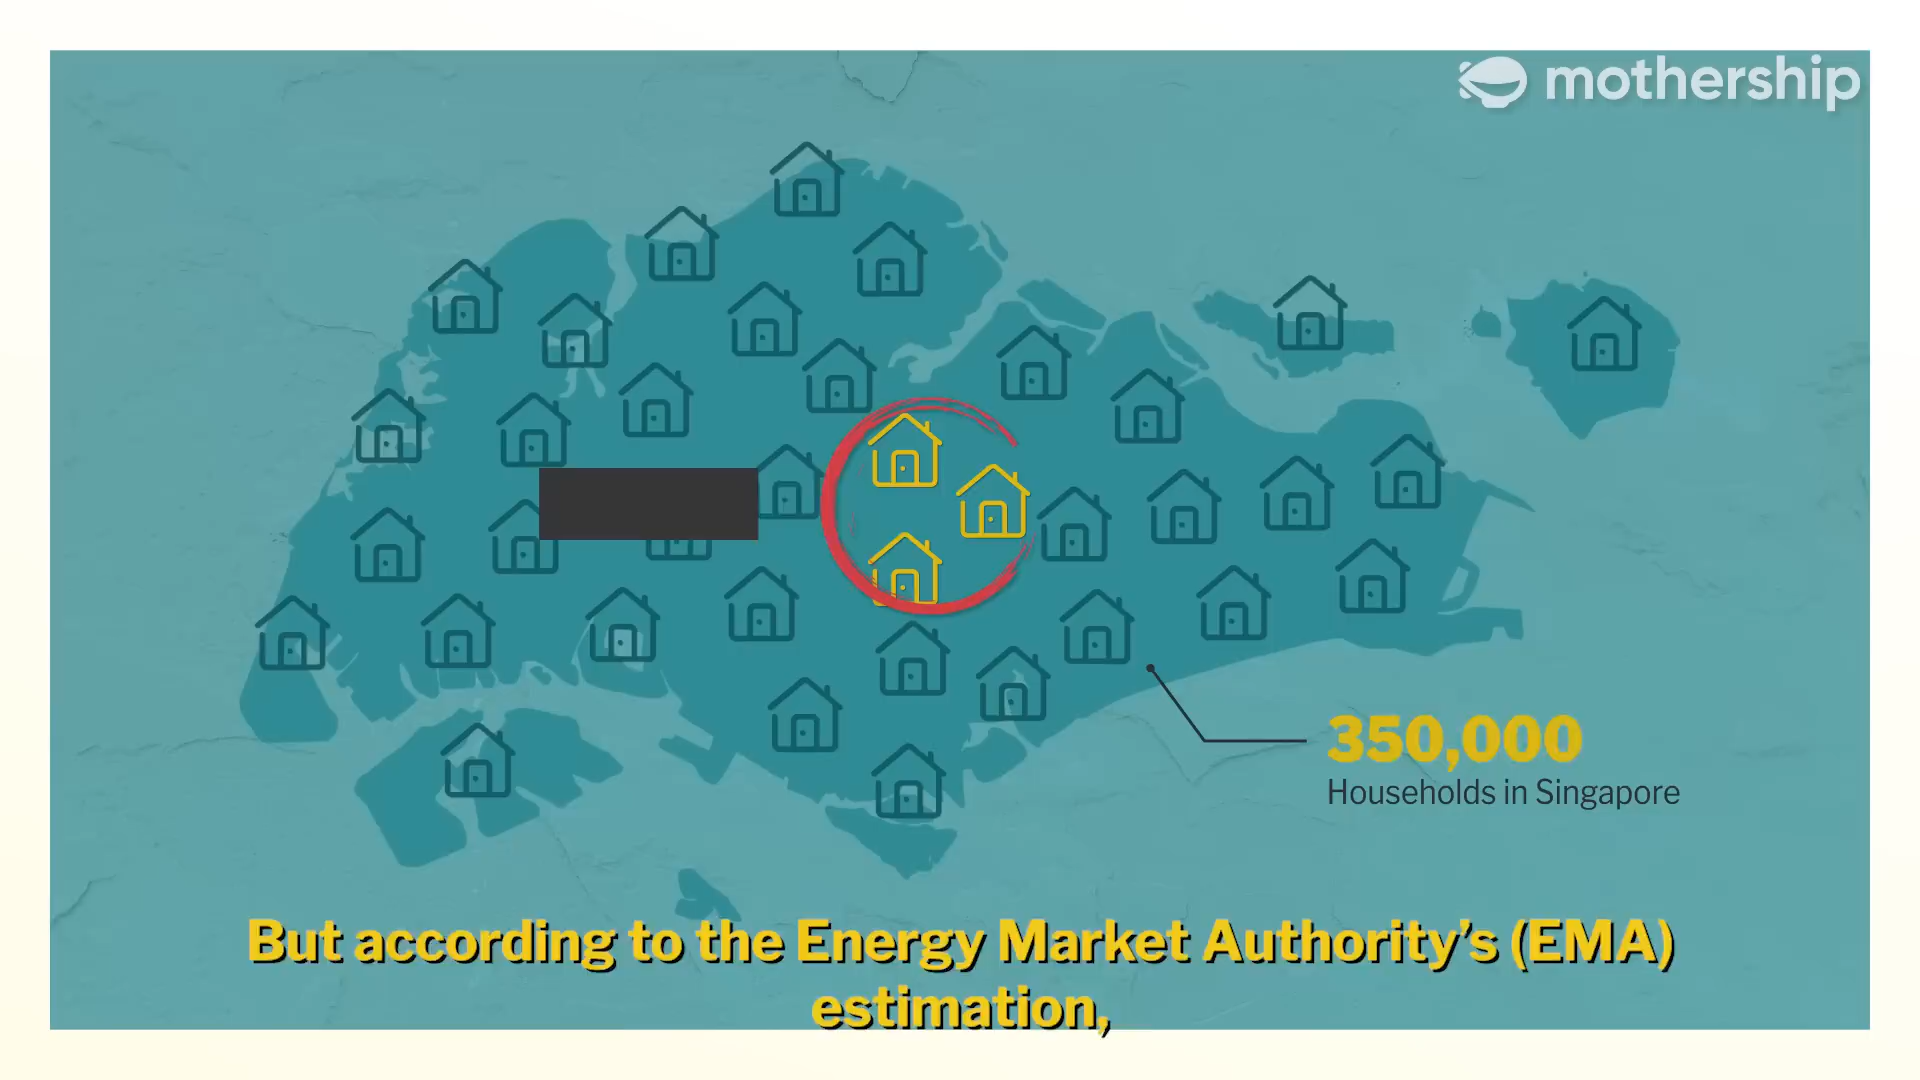 mothership
350,000
Households in Singapore
But according to the Energy Market Authority’s (EMA)
estimation,